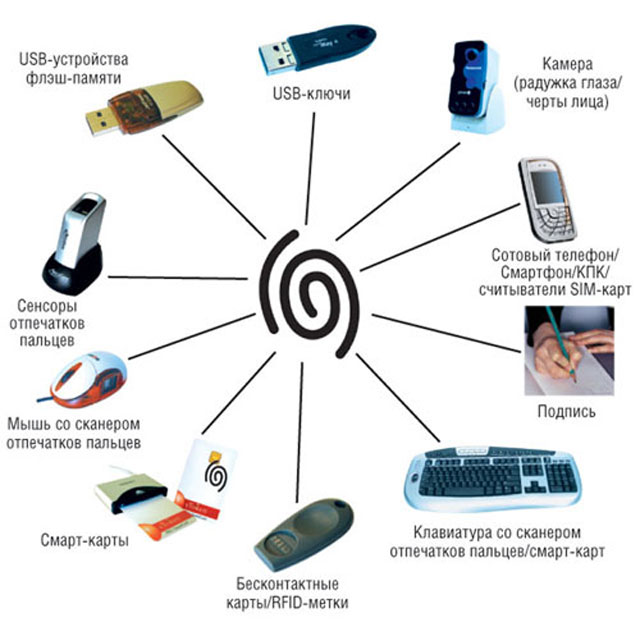 USB-устройства
флэш-памяти
USB-ключи
Камера
(радужка глаза/
черты лица)
Сотовый телефон/
Смартфон/КПК/
считыватели SIM-карт
Сенсоры
отпечатков
пальцев
Подпись
Мышь со сканером
отпечатков пальцев
Смарт-карты
Клавиатура со сканером
отпечатков пальцев/смарт-карт
Бесконтактные
карты/RFID-метки